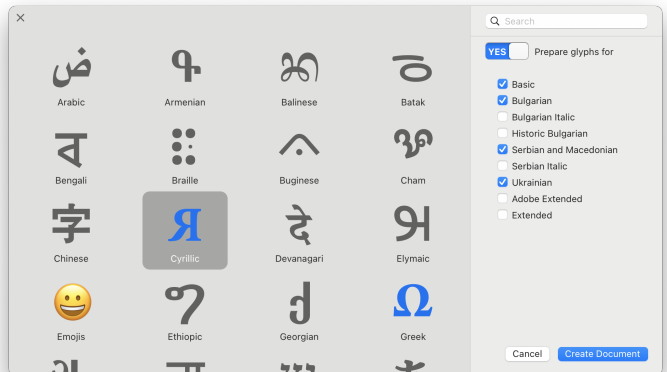 Search
YES Prepare glyphs for
ض ዓ Arabic Armenian Balinese Batak
Bengali Braille Buginese Cham
字 Я दे
Chinese Cyrillic Devanagari Elymaic
Ω
Emojis Ethiopic Georgian Greek
Basic
Bulgarian
Bulgarian Italic
Historic Bulgarian
Serbian and Macedonian
Serbian Italic
Ukrainian
Adobe Extended
Extended
Cancel Create Document